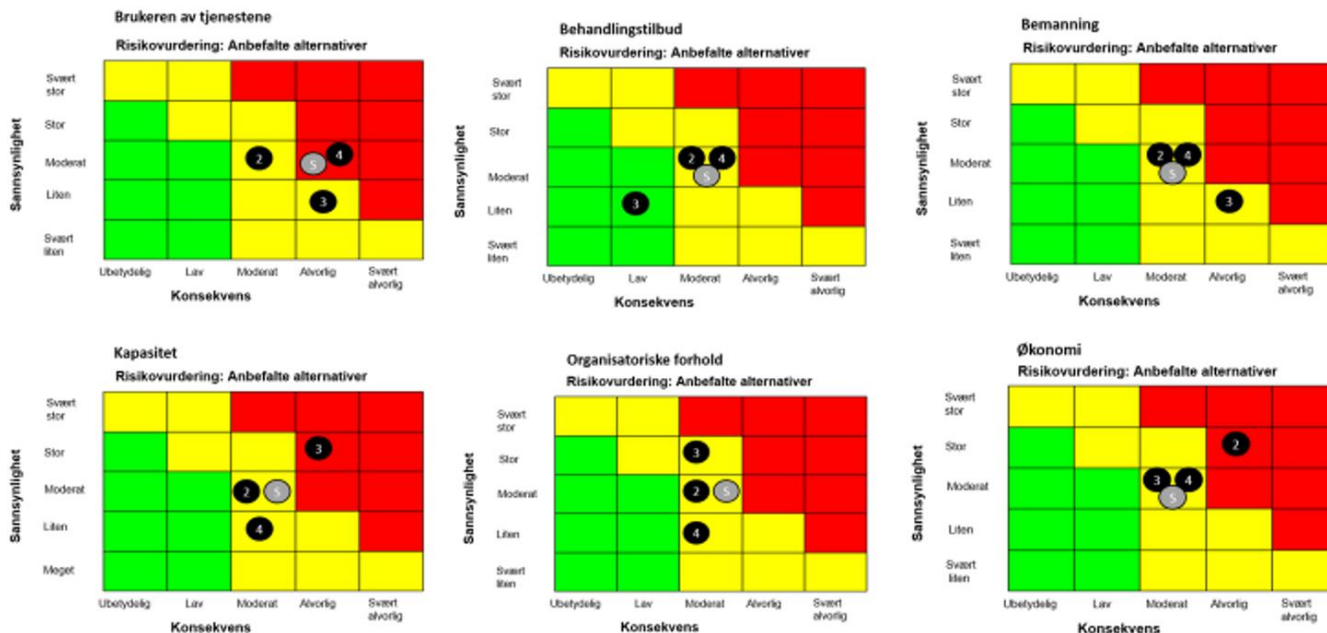 Brukeren av tjenestene
Risikovurdering: Anbefalte alternativer
Sannsynlighet
Svært
stor
Stor
Moderat
Liten
Svært
liten
2
S
4
3
Ubetydelig
Lav
Moderat
Alvorlig
Svært
alvorlig
Konsekvens
Behandlingstilbud
Risikovurdering: Anbefalte alternativer
Sannsynlighet
Svært
stor
Stor
Moderat
Liten
Svært
liten
2
4
S
3
Ubetydelig
Lav
Moderat
Alvorlig
Svært
alvorlig
Konsekvens
Bemanning
Risikovurdering: Anbefalte alternativer
Sannsynlighet
Svært
stor
Stor
Moderat
Liten
Svært
liten
2
4
S
3
Ubetydelig
Lav
Moderat
Alvorlig
Svært
alvorlig
Konsekvens
Kapasitet
Risikovurdering: Anbefalte alternativer
Sannsynlighet
Svært
stor
Stor
Moderat
Liten
Meget
3
2
S
4
Ubetydelig
Lav
Moderat
Alvorlig
Svært
alvorlig
Konsekvens
Organisatoriske forhold
Risikovurdering: Anbefalte alternativer
Sannsynlighet
Svært
stor
Stor
Moderat
Liten
Svært
liten
3
2
S
4
Ubetydelig
Lav
Moderat
Alvorlig
Svært
alvorlig
Konsekvens
Økonomi
Risikovurdering: Anbefalte alternativer
Sannsynlighet
Svært
stor
Stor
Moderat
Liten
Svært
liten
2
3
4
S
Ubetydelig
Lav
Moderat
Alvorlig
Svært
alvorlig
Konsekvens